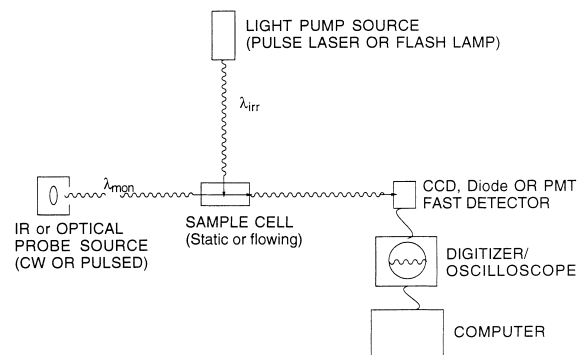 LIGHT PUMP SOURCE
(PULSE LASER OR FLASH LAMP)
λirr
λmon
IR or OPTICAL
PROBE SOURCE
(CW OR PULSED)
SAMPLE CELL
(Static or flowing)
CCD, Diode OR PMT
FAST DETECTOR
DIGITIZER/
OSCILLOSCOPE
COMPUTER